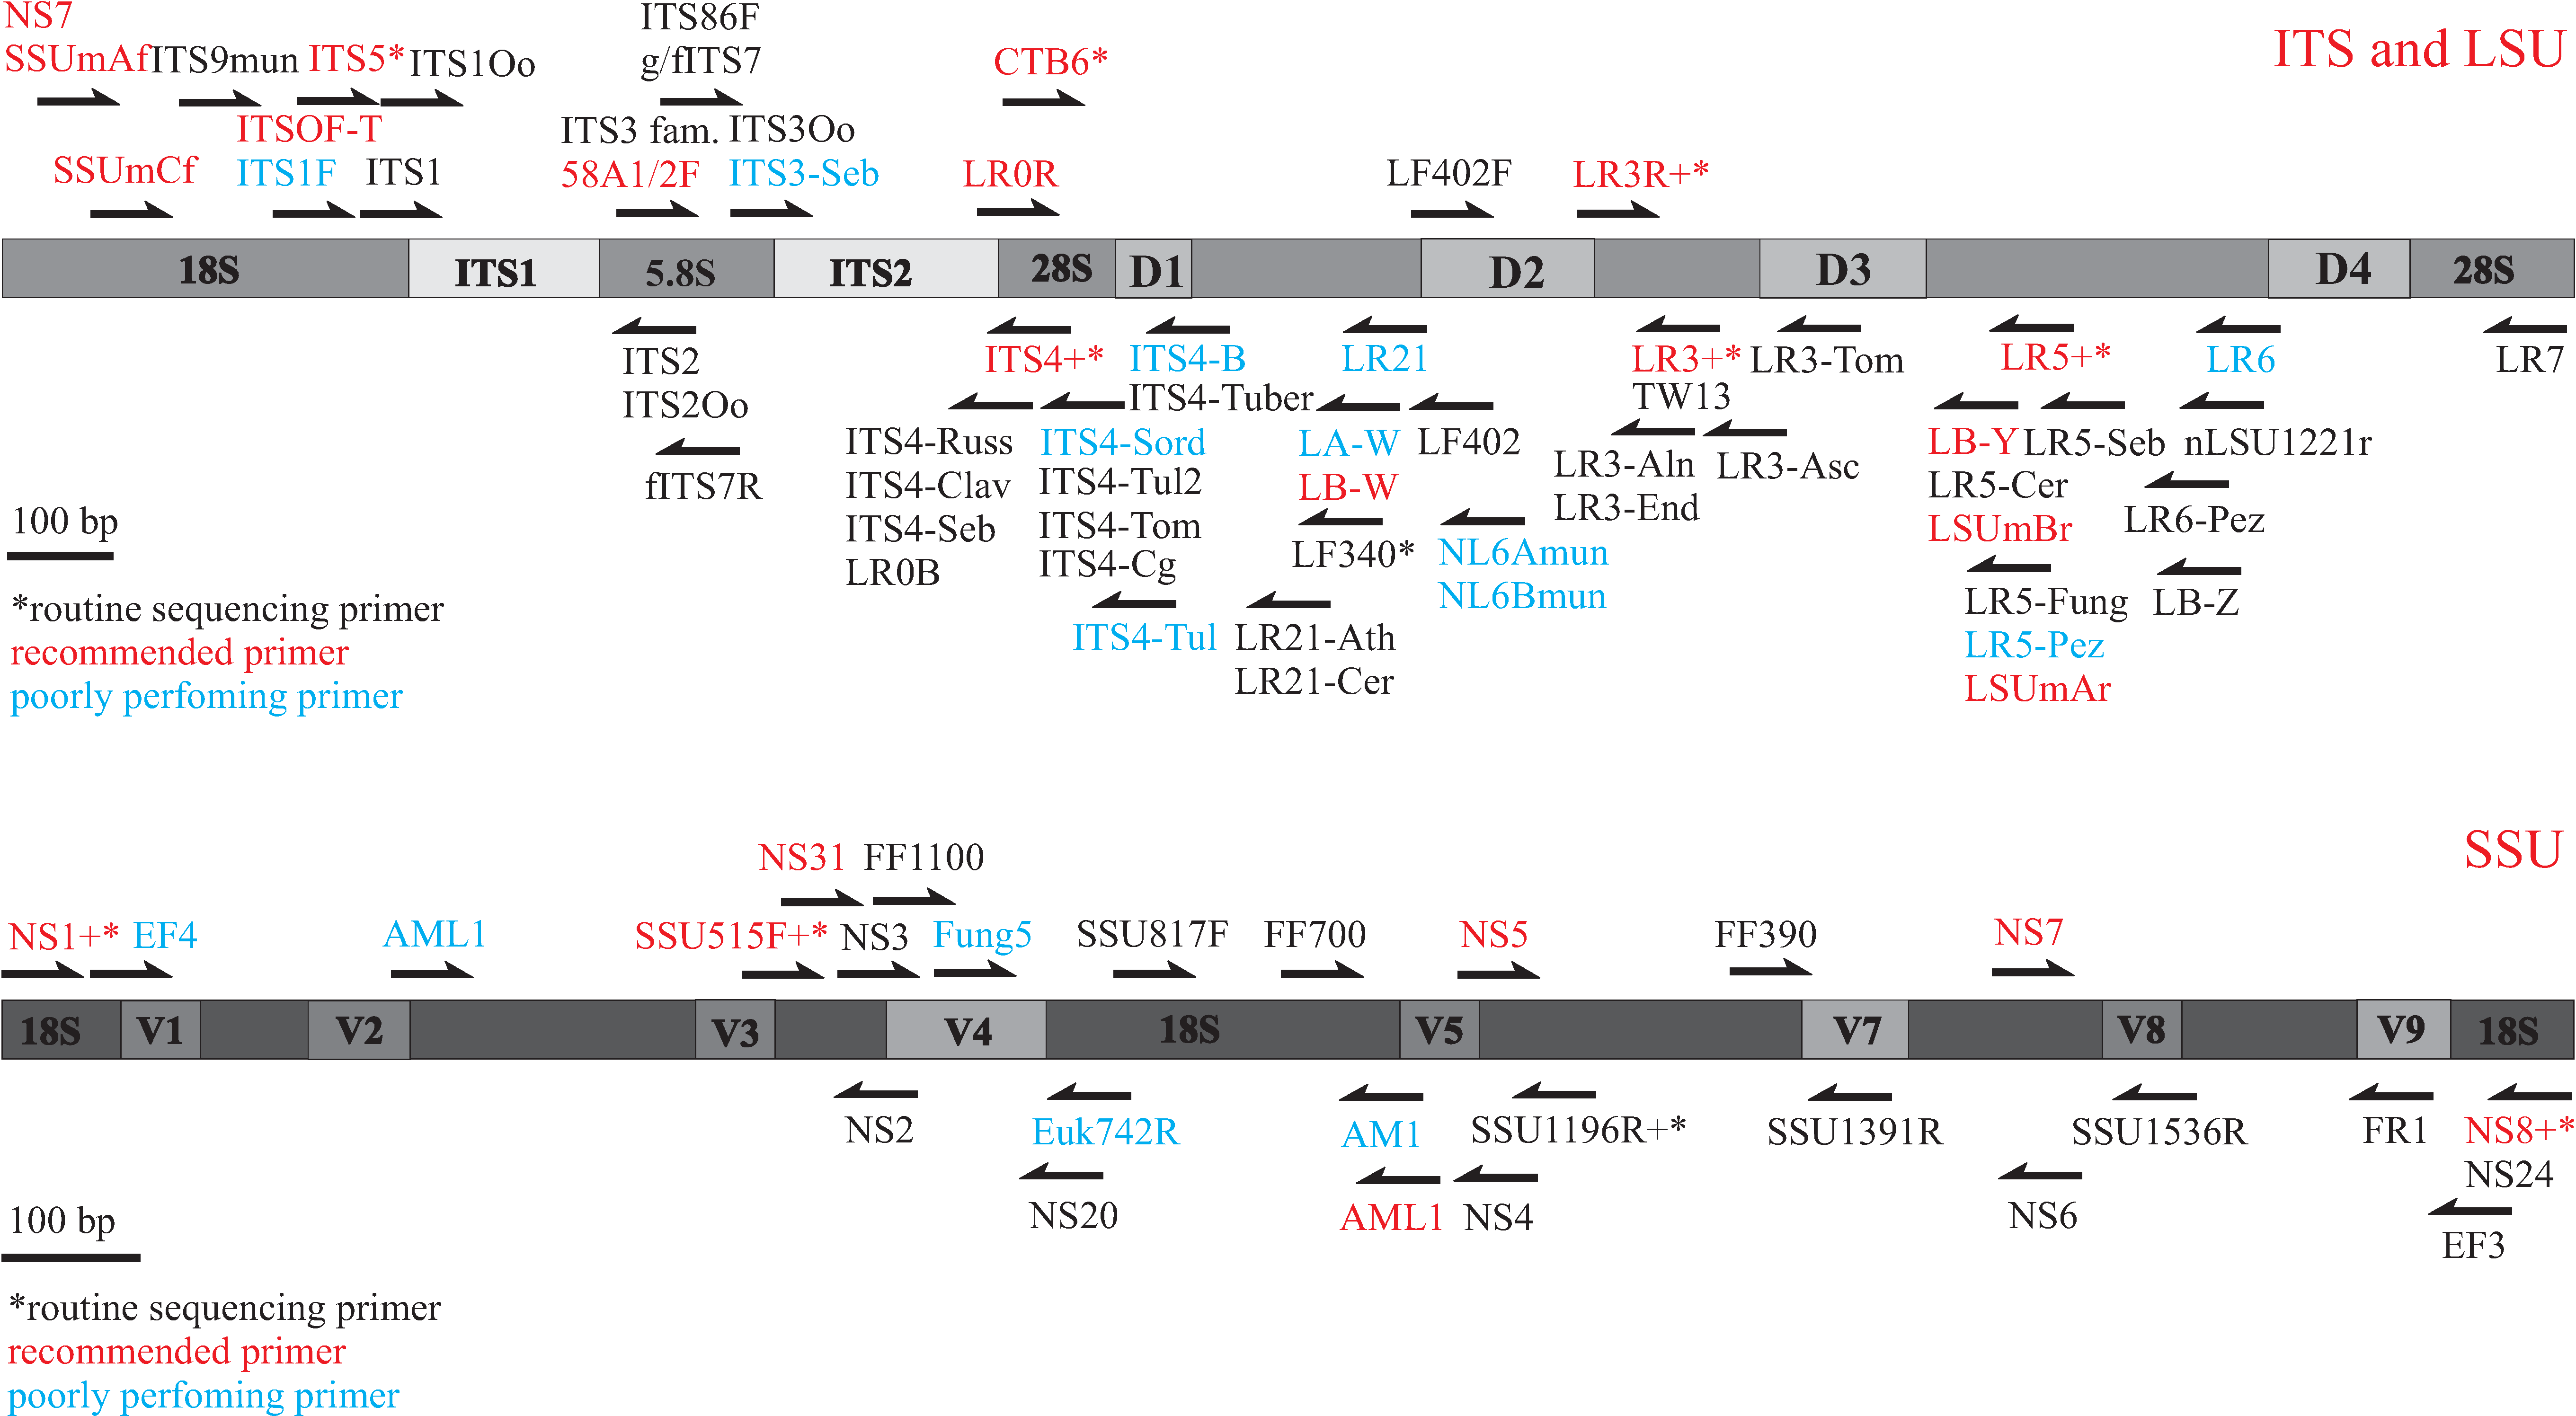 NS7
SSUmAf
ITS9mun
ITS5*
ITS1Oo
ITS86F
g/fITS7
CTB6*
ITS and LSU
ITSOF-T
SSUmCf
ITS1F
ITS1
ITS3 fam.
58A1/2F
ITS3Oo
ITS3-Seb
LR0R
LF402F
LR3R+*
18S
ITS1
5.8S
ITS2
28S
D1
D2
D3
D4
28S
ITS2
ITS2Oo
fITS7R
ITS4+*
ITS4-Russ
ITS4-Clav
ITS4-Seb
LR0B
ITS4-B
ITS4-Tuber
ITS4-Sord
ITS4-Tul2
ITS4-Tom
ITS4-Cg
ITS4-Tul
LR21
LA-W
LB-W
LF340*
LR21-Ath
LR21-Cer
LF402
NL6Amun
NL6Bmun
LR3+*
TW13
LR3-Aln
LR3-End
LR3-Tom
LR3-Asc
LR5+*
LB-Y
LR5-Cer
LSUmBr
LR5-Seb
LR5-Fung
LR5-Pez
LSUmAr
LR6
nLSU1221r
LR6-Pez
LB-Z
LR7
100 bp
*routine sequencing primer
recommended primer
poorly perfoming primer
SSU
NS31
FF1100
NS1+*
EF4
AML1
SSU515F+*
NS3
Fung5
SSU817F
FF700
NS5
FF390
NS7
18S
V1
V2
V3
V4
18S
V5
V7
V8
V9
18S
NS2
Euk742R
NS20
AM1
AML1
SSU1196R+*
NS4
SSU1391R
SSU1536R
NS6
FR1
NS8+*
NS24
EF3
100 bp
*routine sequencing primer
recommended primer
poorly perfoming primer